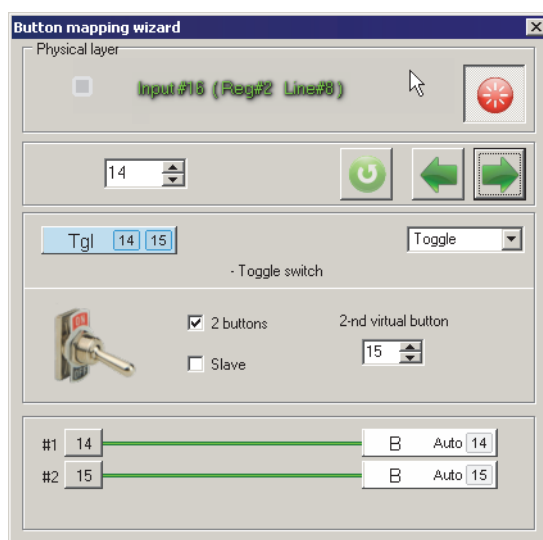 Button mapping wizard
Physical layer
Input#16 (Reg#2 Line#8)
14
Tgl 14 15
Toggle
- Toggle switch
2 buttons
2-nd virtual button
15
Slave
#1 14 B Auto 14
#2 15 B Auto 15